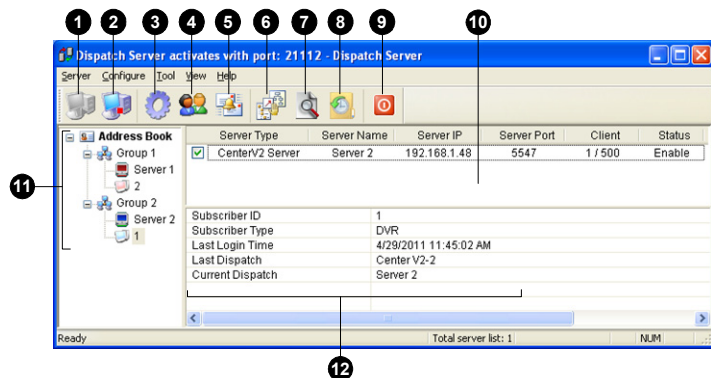 1 2 3 4 5 6 7 8 9 10
Dispatch Server activates with port: 21112 - Dispatch Server
Server Configure Tool View Help
Address Book
Group 1
Server 1
2
Group 2
Server 2
1
11
Server Type Server Name Server IP Server Port Client Status
CenterV2 Server Server 2 192.168.1.48 5547 1 / 500 Enable
Subscriber ID 1
Subscriber Type DVR
Last Login Time 4/29/2011 11:45:02 AM
Last Dispatch Center V2-2
Current Dispatch Server 2
Ready Total server list: 1 NUM
12